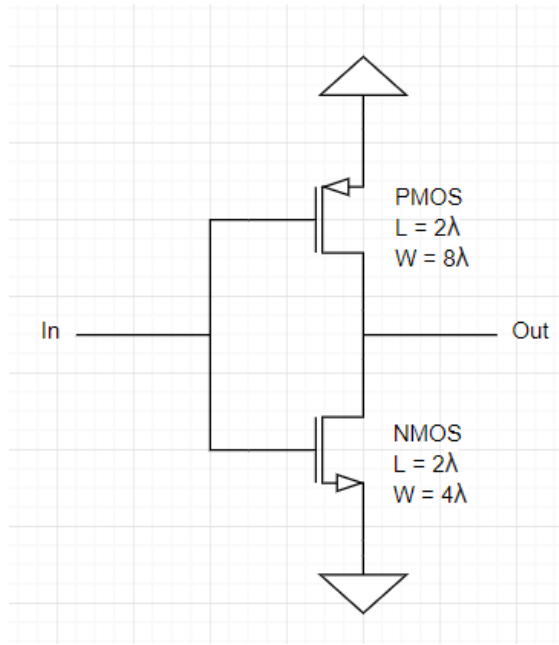 PMOS
L = 2λ
W = 8λ
In
Out
NMOS
L = 2λ
W = 4λ